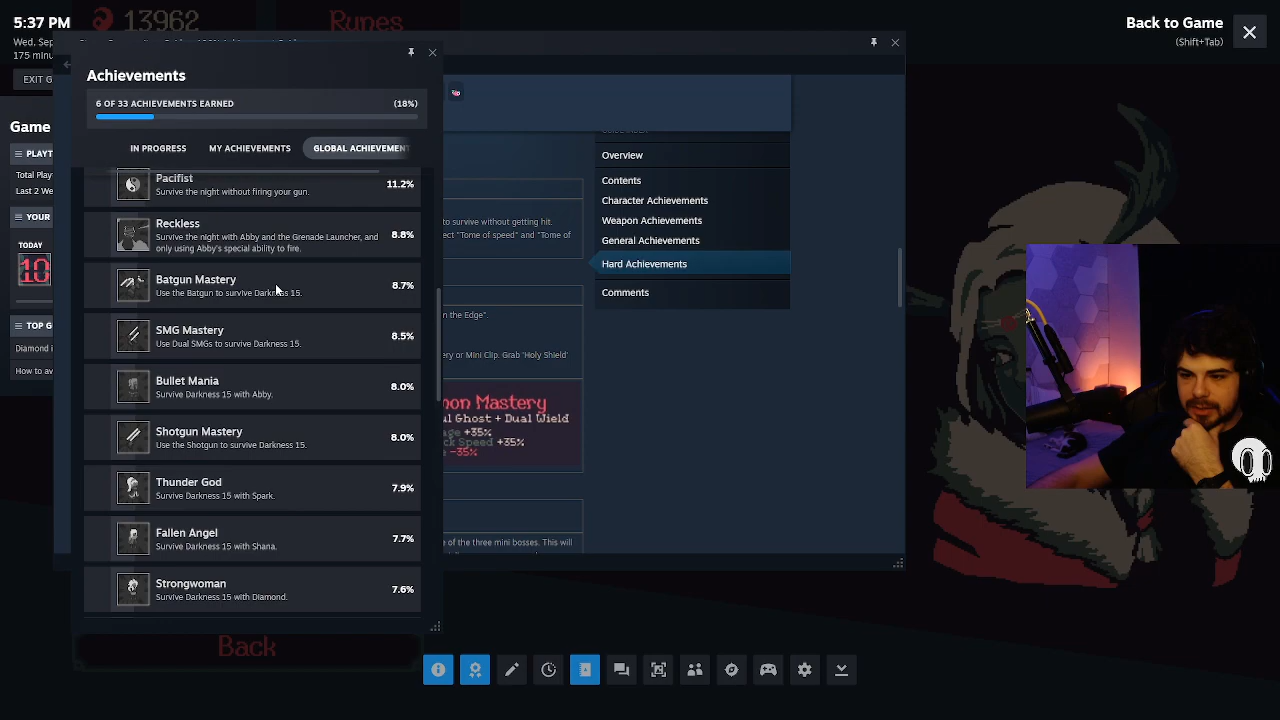 5:37 PM
13962
Runes
Back to Game
(Shift+Tab)
Wed. Sep
175 minu
EXIT G
Achievements
6 OF 33 ACHIEVEMENTS EARNED
(18%)
IN PROGRESS
MY ACHIEVEMENTS
GLOBAL ACHIEVEMENT
Game
PLAYT
Total Play
Last 2 We
YOUR
TODAY
10
TOP G
Diamond i
How to av
Pacifist
Survive the night without firing your gun.
11.2%
Reckless
Survive the night with Abby and the Grenade Launcher, and
only using Abby's special ability to fire.
8.8%
Batgun Mastery
Use the Batgun to survive Darkness 15.
8.7%
SMG Mastery
Use Dual SMGs to survive Darkness 15.
8.5%
Bullet Mania
Survive Darkness 15 with Abby.
8.0%
Shotgun Mastery
Use the Shotgun to survive Darkness 15.
8.0%
Thunder God
Survive Darkness 15 with Spark.
7.9%
Fallen Angel
Survive Darkness 15 with Shana.
7.7%
Strongwoman
Survive Darkness 15 with Diamond.
7.6%
Back
to survive without getting hit.
ect "Tome of speed" and "Tome of
n the Edge".
ery or Mini Clip. Grab 'Holy Shield'
mon Mastery
ul Ghost + Dual Wield
age +35%
ck Speed +35%
e -35%
e of the three mini bosses. This will
Overview
Contents
Character Achievements
Weapon Achievements
General Achievements
Hard Achievements
Comments